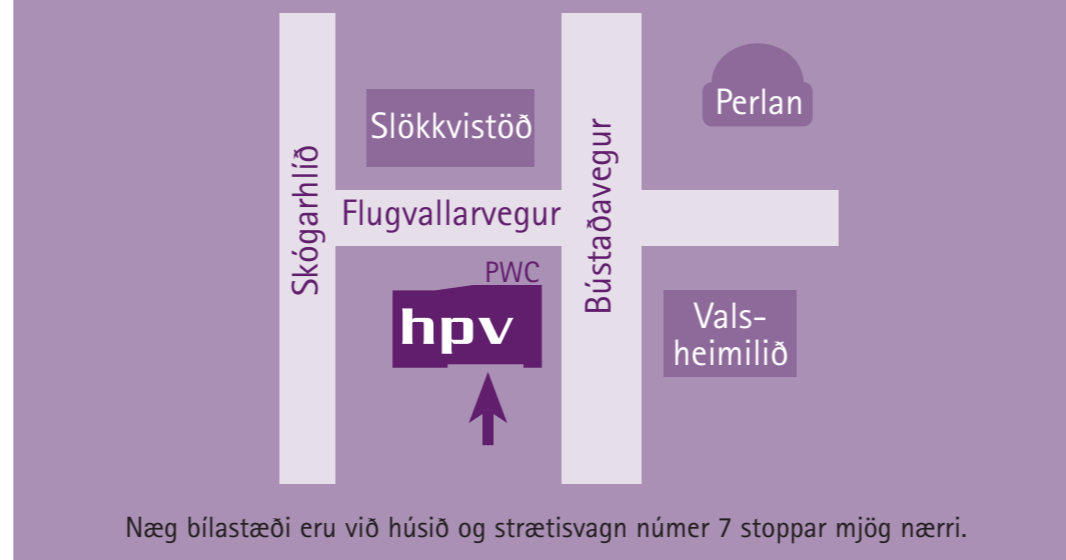 Perlan
Slökkvistöð
Skógarhlíð
Flugvallarvegur
Bústaðavegur
PWC
hpv
Vals-
heimilið
Næg bílastæði eru við húsið og strætisvagn númer 7 stoppar mjög nærri.